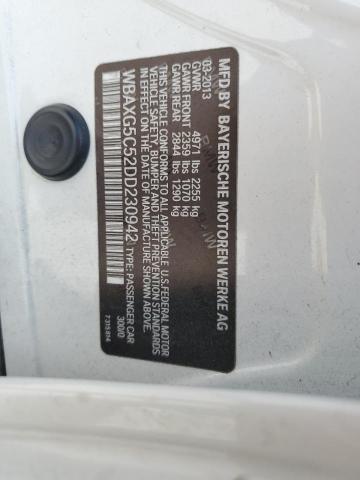 MFD BY BAYERISCHE MOTOREN WERKE AG
03-2013
GVWR 4971 lbs 2255 kg
GAWR FRONT 2359 lbs 1070 kg
GAWR REAR 2844 lbs 1290 kg
THIS VEHICLE CONFORMS TO ALL APPLICABLE U.S. FEDERAL MOTOR
VEHICLE SAFETY, BUMPER, AND THEFT PREVENTION STANDARDS
IN EFFECT ON THE DATE OF MANUFACTURE SHOWN ABOVE.
WBAXG5C52DD230942 TYPE: PASSENGER CAR
300/0
7315814